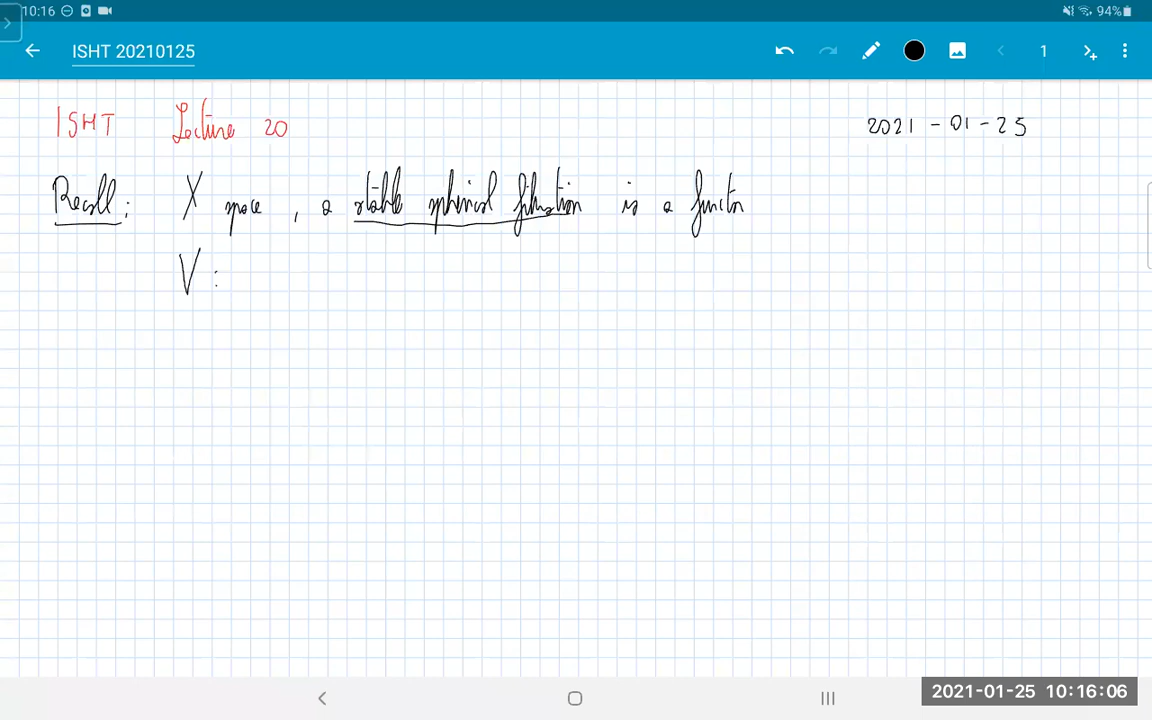 10:16 94%
ISHT 20210125 1
ISHT Lecture 20 2021-01-25
Recall: X space, a stable spherical fibration is a functor
V :
2021-01-25 10:16:06